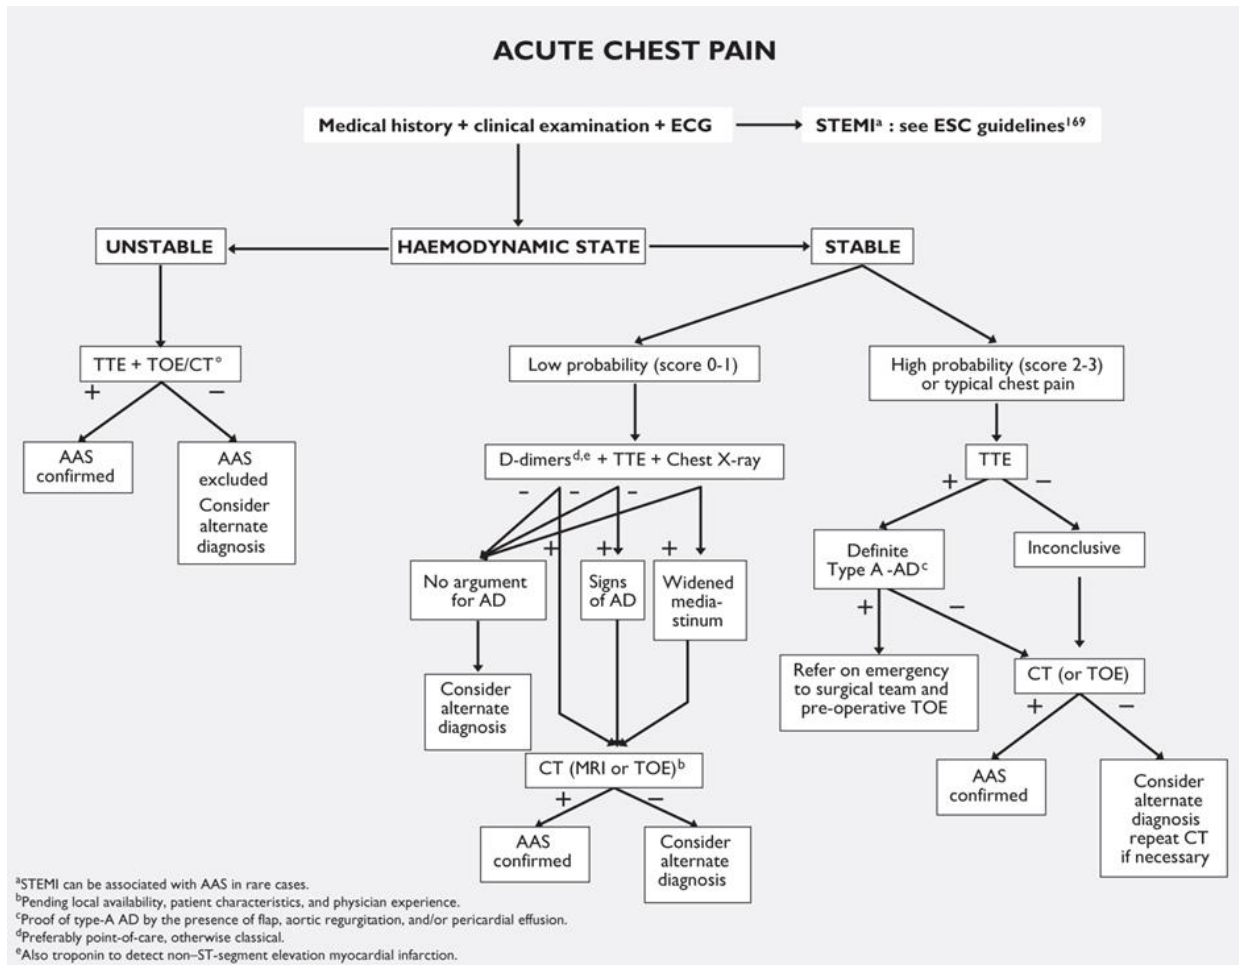 ACUTE CHEST PAIN
Medical history + clinical examination + ECG
STEMIᵃ : see ESC guidelines¹⁶⁹
UNSTABLE
HAEMODYNAMIC STATE
STABLE
TTE + TOE/CT°
+
–
AAS
confirmed
AAS
excluded
Consider
alternate
diagnosis
Low probability (score 0-1)
D-dimersᵈ,ᵉ + TTE + Chest X-ray
-
-
-
+
+
+
No argument
for AD
Signs
of AD
Widened
media-
stinum
Consider
alternate
diagnosis
CT (MRI or TOE)ᵇ
+
–
AAS
confirmed
Consider
alternate
diagnosis
High probability (score 2-3)
or typical chest pain
TTE
+
–
Definite
Type A -ADᶜ
Inconclusive
+
–
Refer on emergency
to surgical team and
pre-operative TOE
CT (or TOE)
+
–
AAS
confirmed
Consider
alternate
diagnosis
repeat CT
if necessary
ᵃSTEMI can be associated with AAS in rare cases.
ᵇPending local availability, patient characteristics, and physician experience.
ᶜProof of type-A AD by the presence of flap, aortic regurgitation, and/or pericardial effusion.
ᵈPreferably point-of-care, otherwise classical.
ᵉAlso troponin to detect non–ST-segment elevation myocardial infarction.